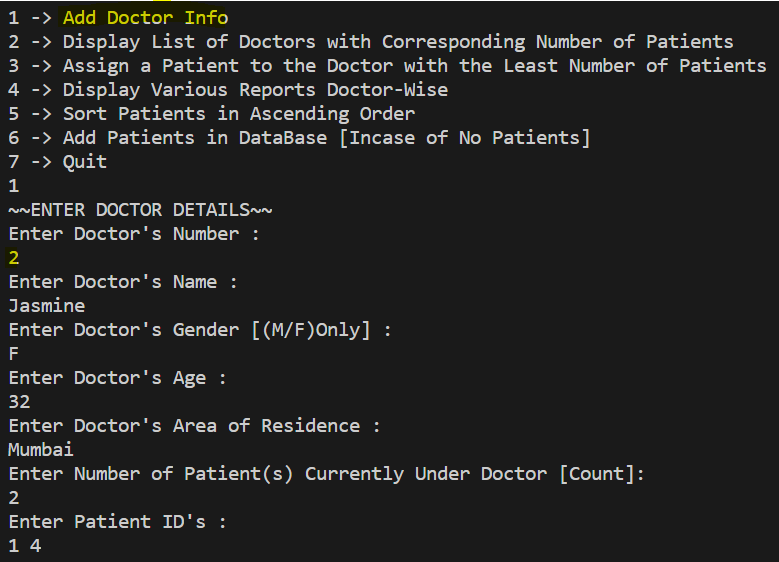 1 -> Add Doctor Info
2 -> Display List of Doctors with Corresponding Number of Patients
3 -> Assign a Patient to the Doctor with the Least Number of Patients
4 -> Display Various Reports Doctor-Wise
5 -> Sort Patients in Ascending Order
6 -> Add Patients in DataBase [Incase of No Patients]
7 -> Quit
1
~~ENTER DOCTOR DETAILS~~
Enter Doctor's Number :
2
Enter Doctor's Name :
Jasmine
Enter Doctor's Gender [(M/F)Only] :
F
Enter Doctor's Age :
32
Enter Doctor's Area of Residence :
Mumbai
Enter Number of Patient(s) Currently Under Doctor [Count]:
2
Enter Patient ID's :
1 4